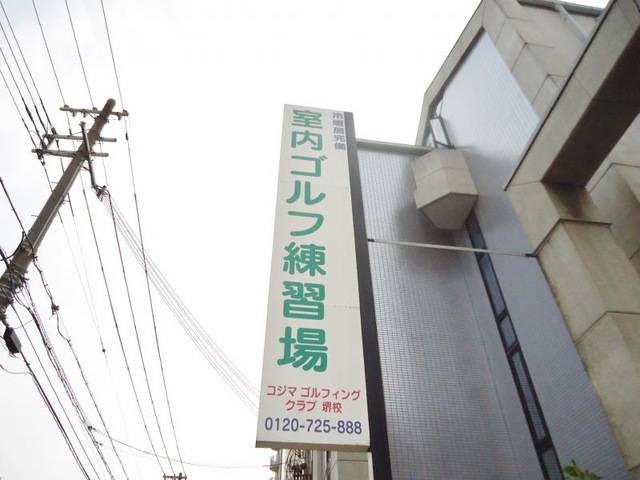 冷暖房完備
室内ゴルフ練習場
コジマ ゴルフィング
クラブ 堺校
0120-725-888